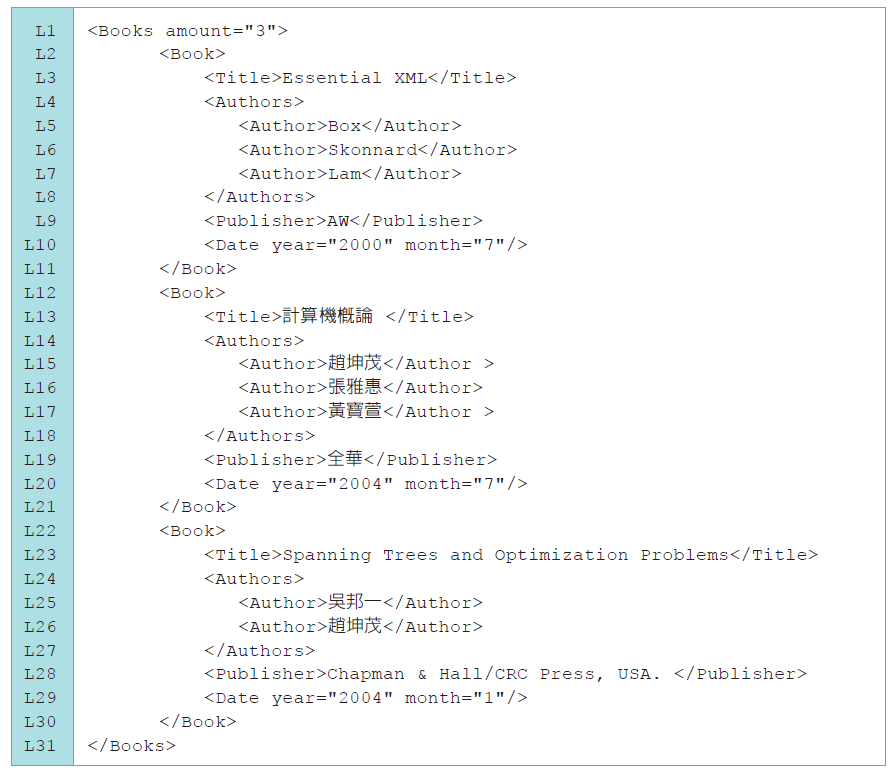 L1 <Books amount="3">
L2 <Book>
L3 <Title>Essential XML</Title>
L4 <Authors>
L5 <Author>Box</Author>
L6 <Author>Skonnard</Author>
L7 <Author>Lam</Author>
L8 </Authors>
L9 <Publisher>AW</Publisher>
L10 <Date year="2000" month="7"/>
L11 </Book>
L12 <Book>
L13 <Title>計算機概論 </Title>
L14 <Authors>
L15 <Author>趙坤茂</Author >
L16 <Author>張雅惠</Author>
L17 <Author>黃寶萱</Author >
L18 </Authors>
L19 <Publisher>全華</Publisher>
L20 <Date year="2004" month="7"/>
L21 </Book>
L22 <Book>
L23 <Title>Spanning Trees and Optimization Problems</Title>
L24 <Authors>
L25 <Author>吳邦一</Author>
L26 <Author>趙坤茂</Author>
L27 </Authors>
L28 <Publisher>Chapman & Hall/CRC Press, USA. </Publisher>
L29 <Date year="2004" month="1"/>
L30 </Book>
L31 </Books>